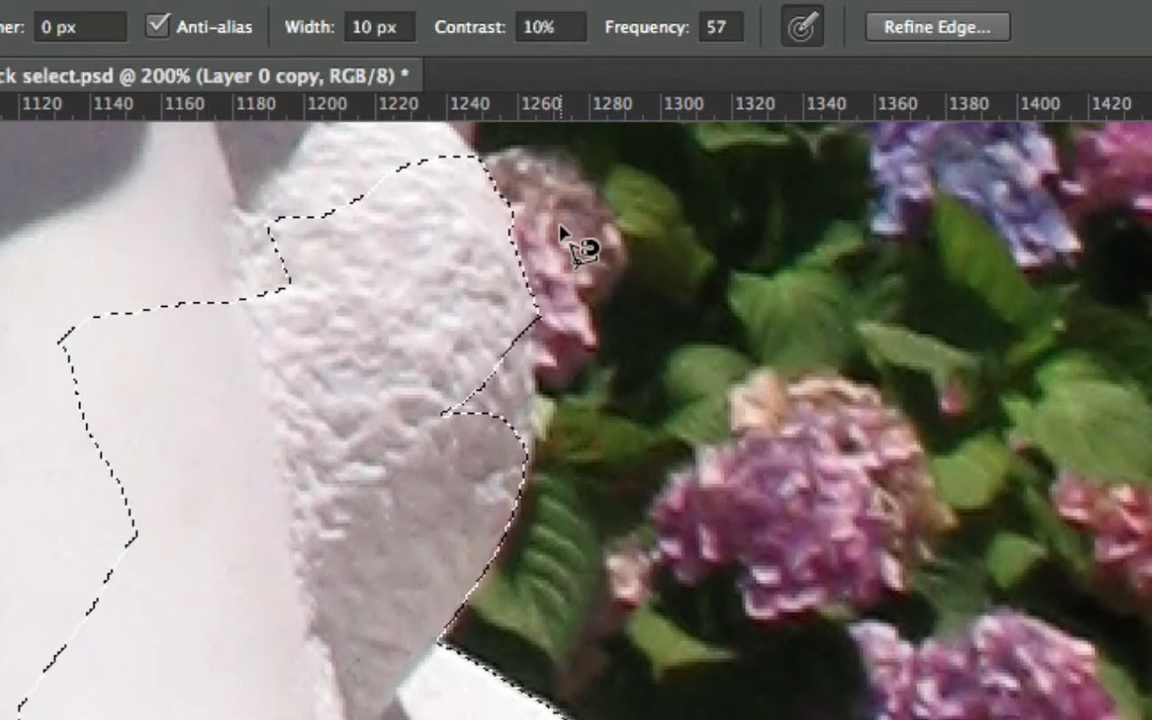 ner: 0 px Anti-alias Width: 10 px Contrast: 10% Frequency: 57 Refine Edge...
ck select.psd @ 200% (Layer 0 copy, RGB/8) *
1120 1140 1160 1180 1200 1220 1240 1260 1280 1300 1320 1340 1360 1380 1400 1420